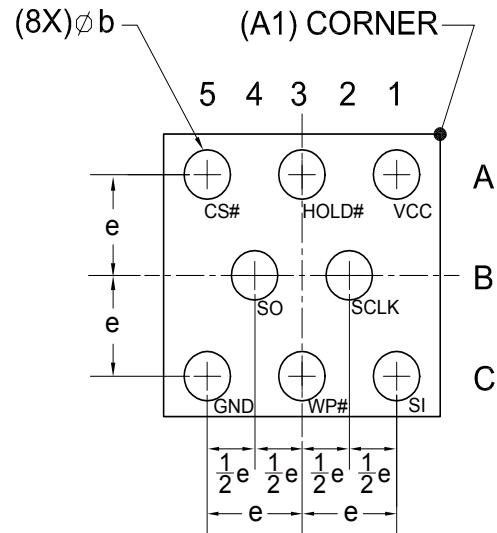 (8X)⌀b (A1) CORNER
5 4 3 2 1
A
CS# HOLD# VCC
e
B
SO SCLK
e
C
GND WP# SI
1/2e 1/2e 1/2e 1/2e
e e